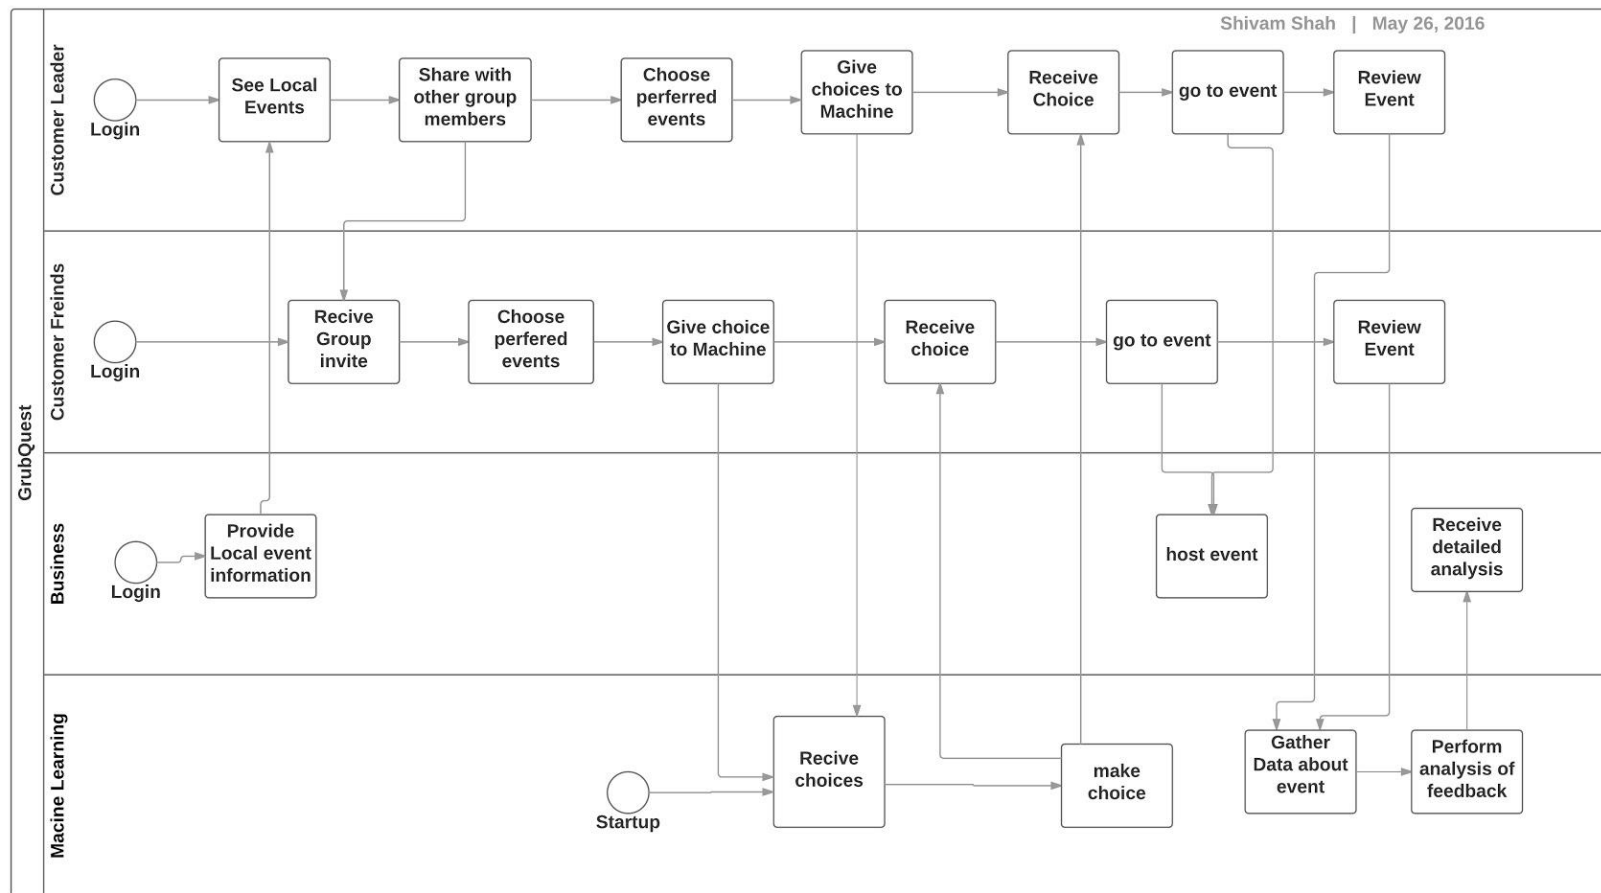 Shivam Shah | May 26, 2016
GrubQuest
Customer Leader
Login
See Local
Events
Share with
other group
members
Choose
perferred
events
Give
choices to
Machine
Receive
Choice
go to event
Review
Event
Customer Freinds
Login
Recive
Group
invite
Choose
perfered
events
Give choice
to Machine
Receive
choice
go to event
Review
Event
Business
Login
Provide
Local event
information
host event
Receive
detailed
analysis
Macine Learning
Startup
Recive
choices
make
choice
Gather
Data about
event
Perform
analysis of
feedback